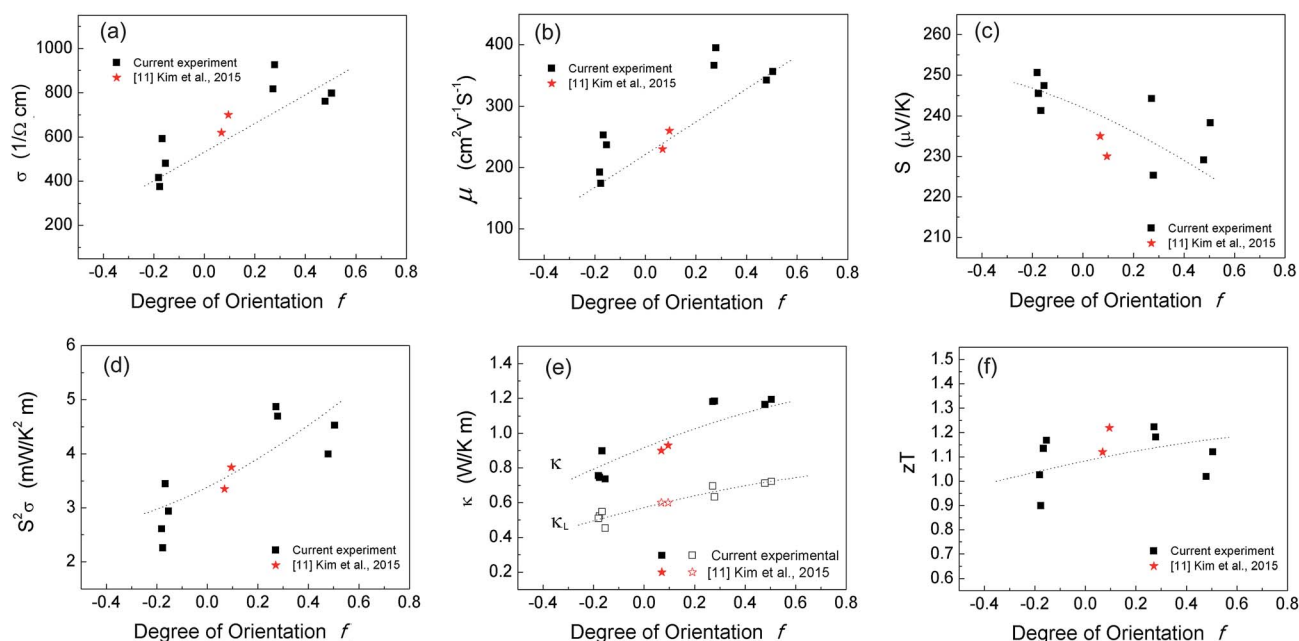 (a)
1000
800
600
400
200
0
σ (1/Ω cm)
Current experiment
[11] Kim et al., 2015
-0.4 -0.2 0.0 0.2 0.4 0.6 0.8
Degree of Orientation f
(b)
400
300
200
100
0
μ (cm²V⁻¹S⁻¹)
Current experiment
[11] Kim et al., 2015
-0.4 -0.2 0.0 0.2 0.4 0.6 0.8
Degree of Orientation f
(c)
250
240
230
220
210
S (μV/K)
Current experiment
[11] Kim et al., 2015
-0.4 -0.2 0.0 0.2 0.4 0.6 0.8
Degree of Orientation f
(d)
6
5
4
3
2
S²σ (mW/K² m)
Current experiment
[11] Kim et al., 2015
-0.4 -0.2 0.0 0.2 0.4 0.6 0.8
Degree of Orientation f
(e)
1.4
1.2
1.0
0.8
0.6
0.4
0.2
κ (W/K m)
κ
κL
Current experimental
[11] Kim et al., 2015
-0.4 -0.2 0.0 0.2 0.4 0.6 0.8
Degree of Orientation f
(f)
1.5
1.4
1.3
1.2
1.1
1.0
0.9
0.8
0.7
0.6
zT
Current experiment
[11] Kim et al., 2015
-0.4 -0.2 0.0 0.2 0.4 0.6 0.8
Degree of Orientation f